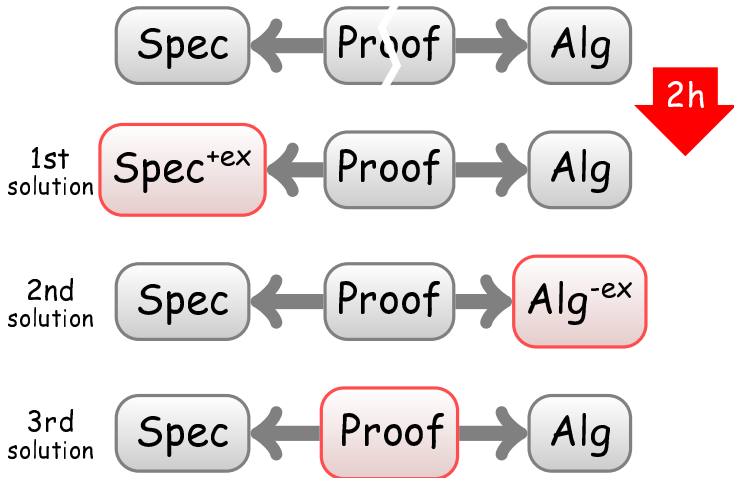 Spec Proof Alg
2h
1st
solution
Spec+ex Proof Alg
2nd
solution
Spec Proof Alg-ex
3rd
solution
Spec Proof Alg